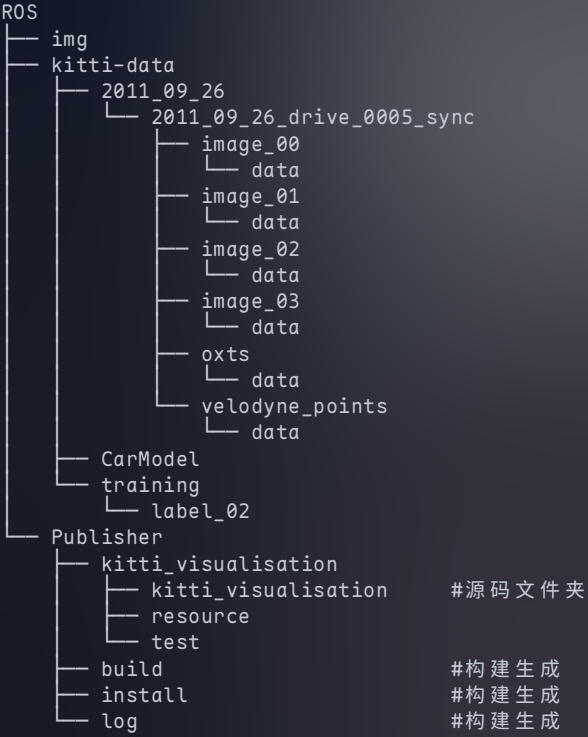 ROS
├── img
├── kitti-data
│   ├── 2011_09_26
│   │   └── 2011_09_26_drive_0005_sync
│   │       ├── image_00
│   │       │   └── data
│   │       ├── image_01
│   │       │   └── data
│   │       ├── image_02
│   │       │   └── data
│   │       ├── image_03
│   │       │   └── data
│   │       ├── oxts
│   │       │   └── data
│   │       └── velodyne_points
│   │           └── data
│   ├── CarModel
│   └── training
│       └── label_02
└── Publisher
    ├── kitti_visualisation
    │   ├── kitti_visualisation     #源码文件夹
    │   ├── resource
    │   └── test
    ├── build                       #构建生成
    ├── install                     #构建生成
    └── log                         #构建生成